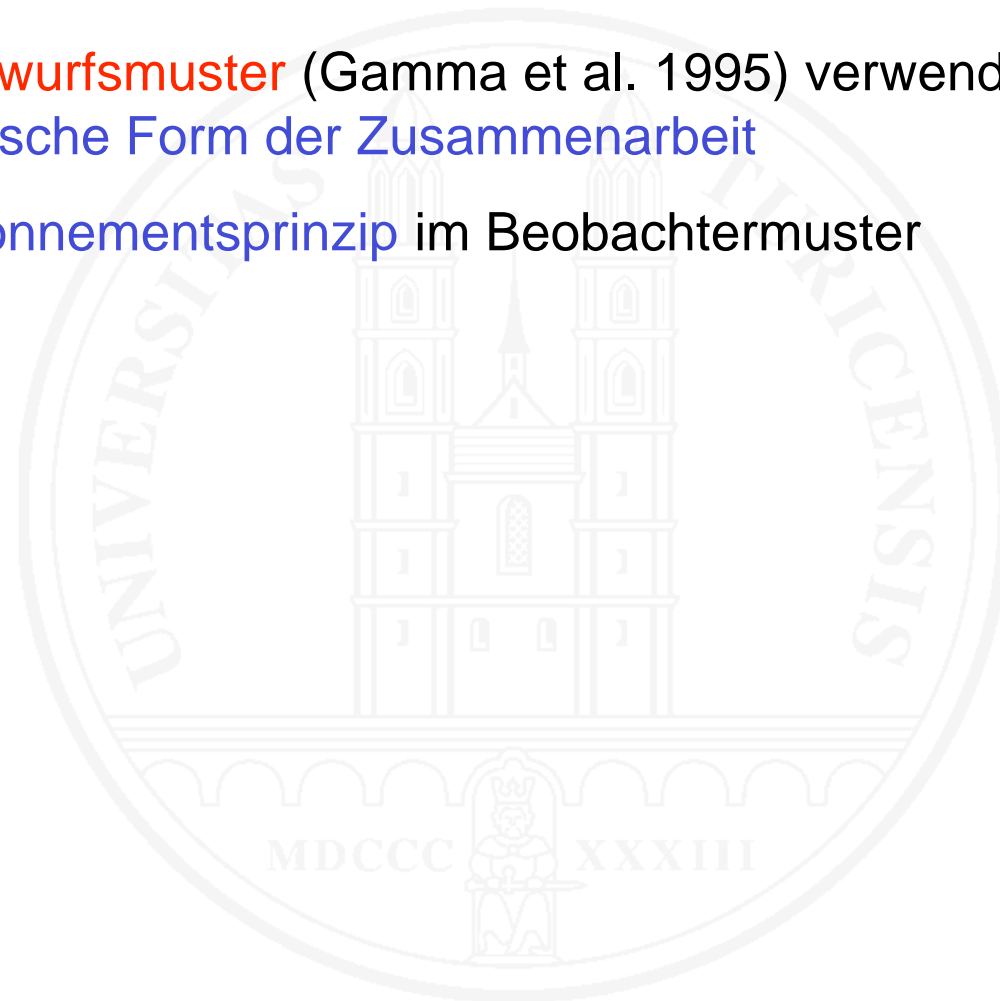 wurfsmuster (Gamma et al. 1995) verwend
sche Form der Zusammenarbeit
onnementsprinzip im Beobachtermuster
UNIVERSITAS TURICENSIS
MDCCC XXXIII